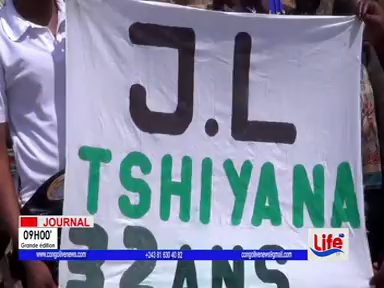 J.L
TSHIYANA
32 ANS
JOURNAL
09H00'
Grande édition
www.congolivenews.com
+243 81 830 40 82
congolivenews@gmail.com
Life